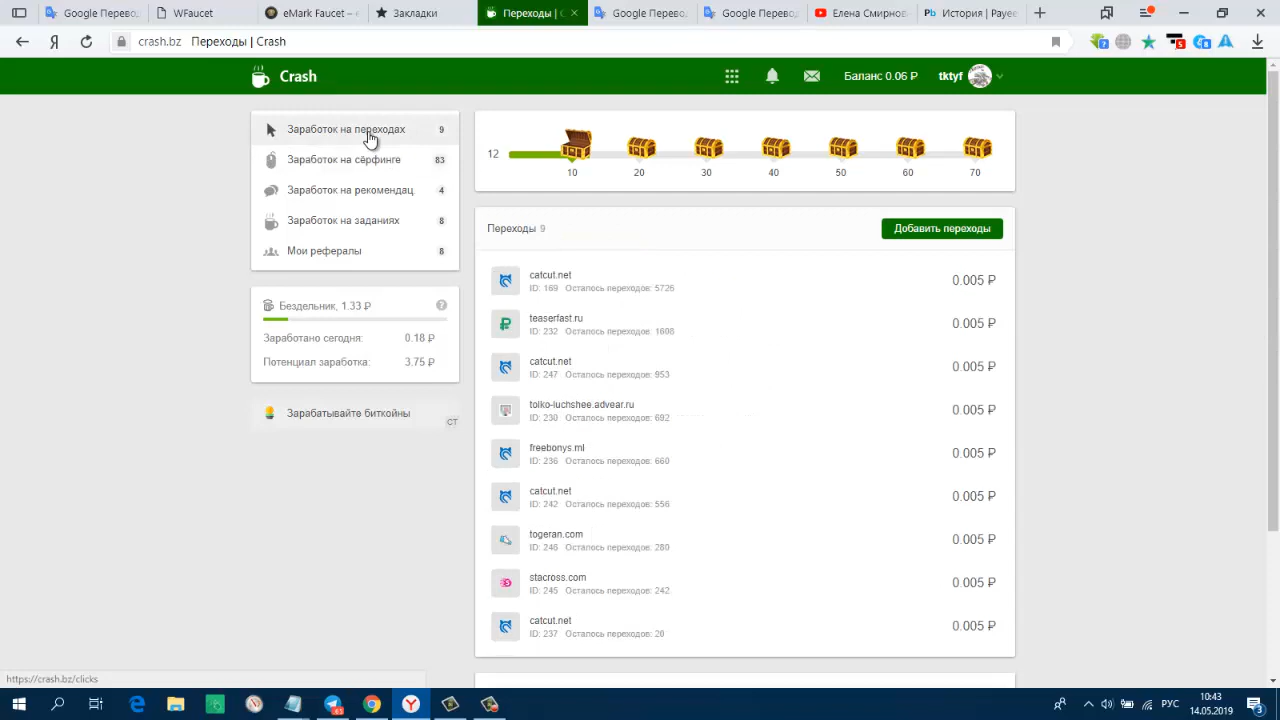 Google Перево
WFaucet
eMark Faucet –
Закладки
Переходы | C
Google Перево
Google Перево
Елена Смирнов
История | Paye
Я
crash.bz
Переходы | Crash
7
5
8
Crash
Баланс 0.06 ₽
tktyf
Заработок на переходах 9
Заработок на сёрфинге 83
Заработок на рекомендац. 4
Заработок на заданиях 8
Мои рефералы 8
Бездельник, 1.33 ₽ ?
Заработано сегодня: 0.18 ₽
Потенциал заработка: 3.75 ₽
Зарабатывайте биткойны
СТ
12
10 20 30 40 50 60 70
Переходы 9
Добавить переходы
catcut.net
ID: 169 Осталось переходов: 5726
0.005 ₽
teaserfast.ru
ID: 232 Осталось переходов: 1608
0.005 ₽
catcut.net
ID: 247 Осталось переходов: 953
0.005 ₽
tolko-luchshee.advear.ru
ID: 230 Осталось переходов: 692
0.005 ₽
freebonys.ml
ID: 236 Осталось переходов: 660
0.005 ₽
catcut.net
ID: 242 Осталось переходов: 556
0.005 ₽
togeran.com
ID: 246 Осталось переходов: 280
0.005 ₽
stacross.com
ID: 245 Осталось переходов: 242
0.005 ₽
catcut.net
ID: 237 Осталось переходов: 20
0.005 ₽
https://crash.bz/clicks
РУС
10:43
14.05.2019
3